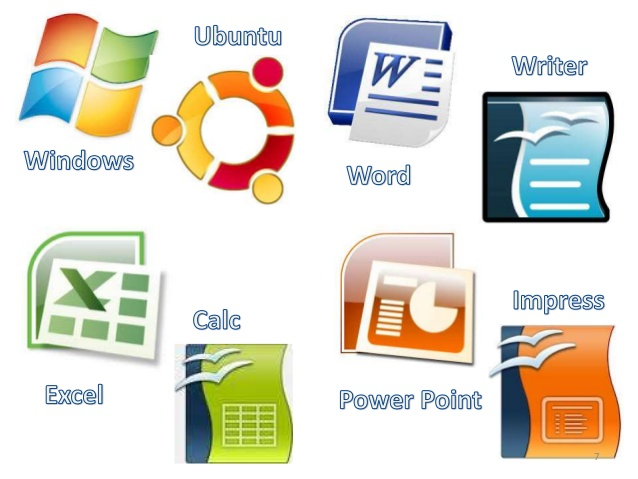 Ubuntu
Windows
W
Word
Writer
X
Excel
Calc
Power Point
Impress
7